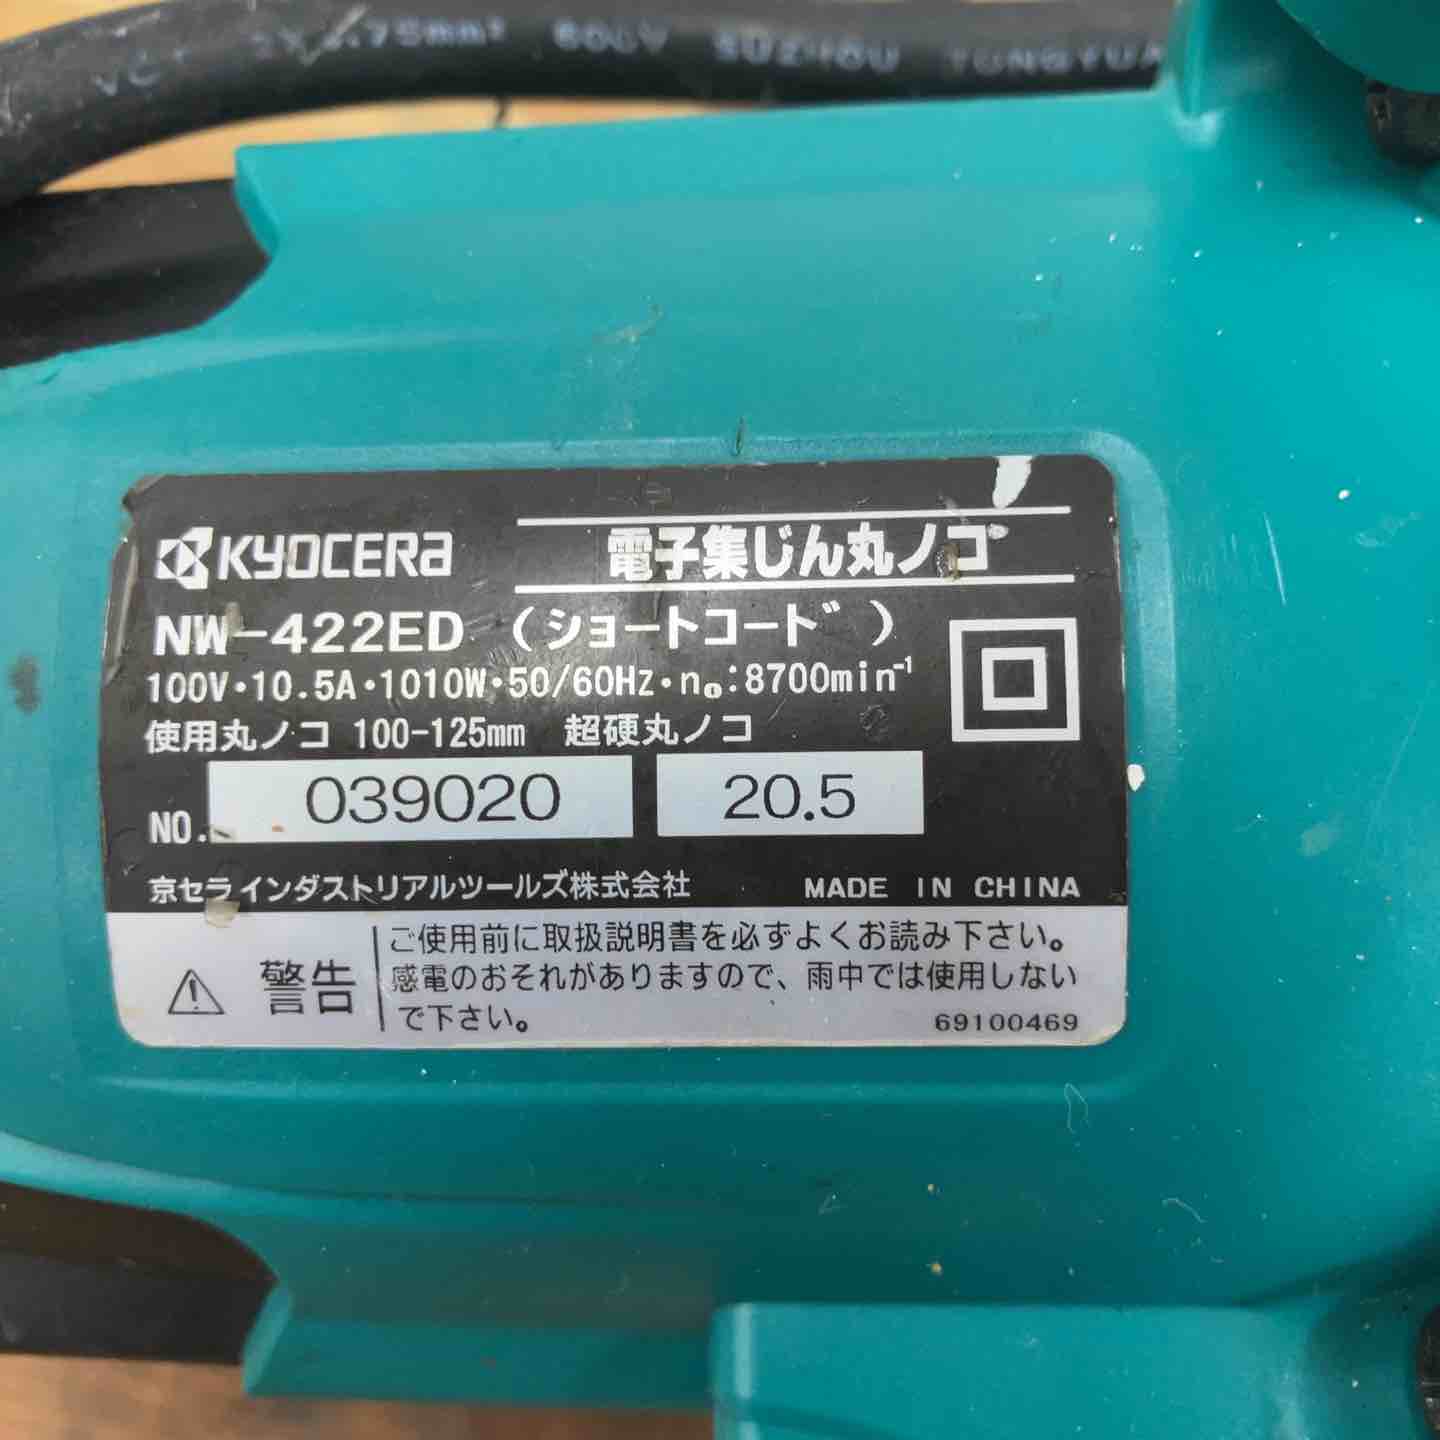 2X0.75mm² 600V SUZHOU YONGYUA
KYOCERA
電子集じん丸ノコ
NW-422ED (ショートコード)
100V・10.5A・1010W・50/60Hz・n₀:8700min⁻¹
使用丸ノコ 100-125mm 超硬丸ノコ
NO. 039020 20.5
京セラインダストリアルツールズ株式会社 MADE IN CHINA
警告
ご使用前に取扱説明書を必ずよくお読み下さい。
感電のおそれがありますので、雨中では使用しない
で下さい。
69100469